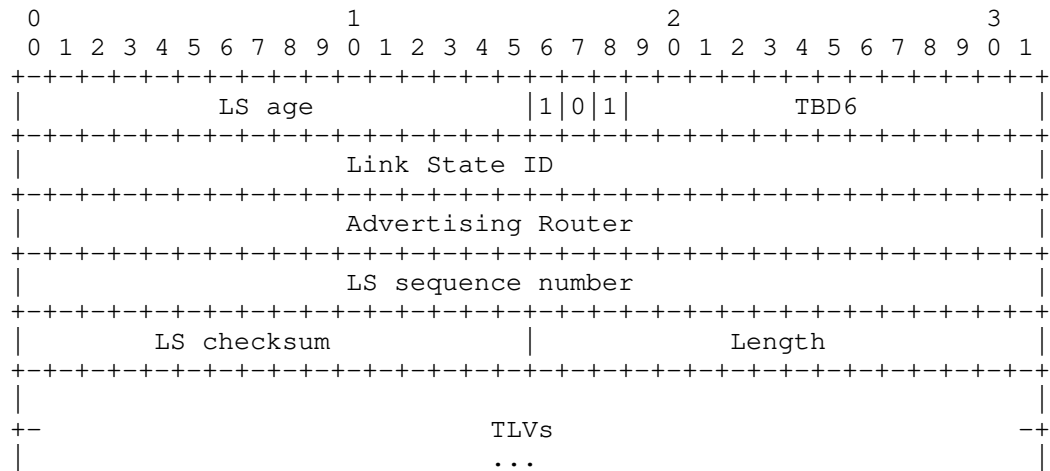 0                   1                   2                   3
 0 1 2 3 4 5 6 7 8 9 0 1 2 3 4 5 6 7 8 9 0 1 2 3 4 5 6 7 8 9 0 1
+-+-+-+-+-+-+-+-+-+-+-+-+-+-+-+-+-+-+-+-+-+-+-+-+-+-+-+-+-+-+-+-+
|            LS age             |1|0|1|          TBD6           |
+-+-+-+-+-+-+-+-+-+-+-+-+-+-+-+-+-+-+-+-+-+-+-+-+-+-+-+-+-+-+-+-+
|                    Link State ID                              |
+-+-+-+-+-+-+-+-+-+-+-+-+-+-+-+-+-+-+-+-+-+-+-+-+-+-+-+-+-+-+-+-+
|                    Advertising Router                         |
+-+-+-+-+-+-+-+-+-+-+-+-+-+-+-+-+-+-+-+-+-+-+-+-+-+-+-+-+-+-+-+-+
|                    LS sequence number                         |
+-+-+-+-+-+-+-+-+-+-+-+-+-+-+-+-+-+-+-+-+-+-+-+-+-+-+-+-+-+-+-+-+
|        LS checksum            |            Length             |
+-+-+-+-+-+-+-+-+-+-+-+-+-+-+-+-+-+-+-+-+-+-+-+-+-+-+-+-+-+-+-+-+
|                                                               |
+-                            TLVs                             -+
|                             ...                               |